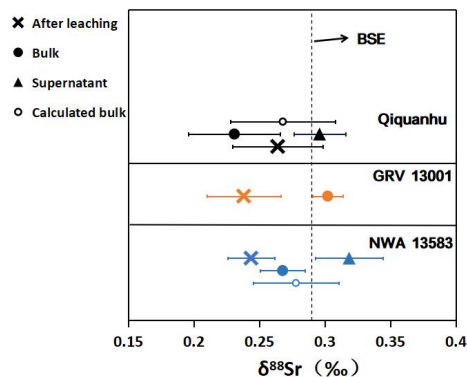 After leaching
Bulk
Supernatant
Calculated bulk
BSE
Qiquanhu
GRV 13001
NWA 13583
0.15
0.2
0.25
0.3
0.35
0.4
δ⁸⁸Sr（‰）